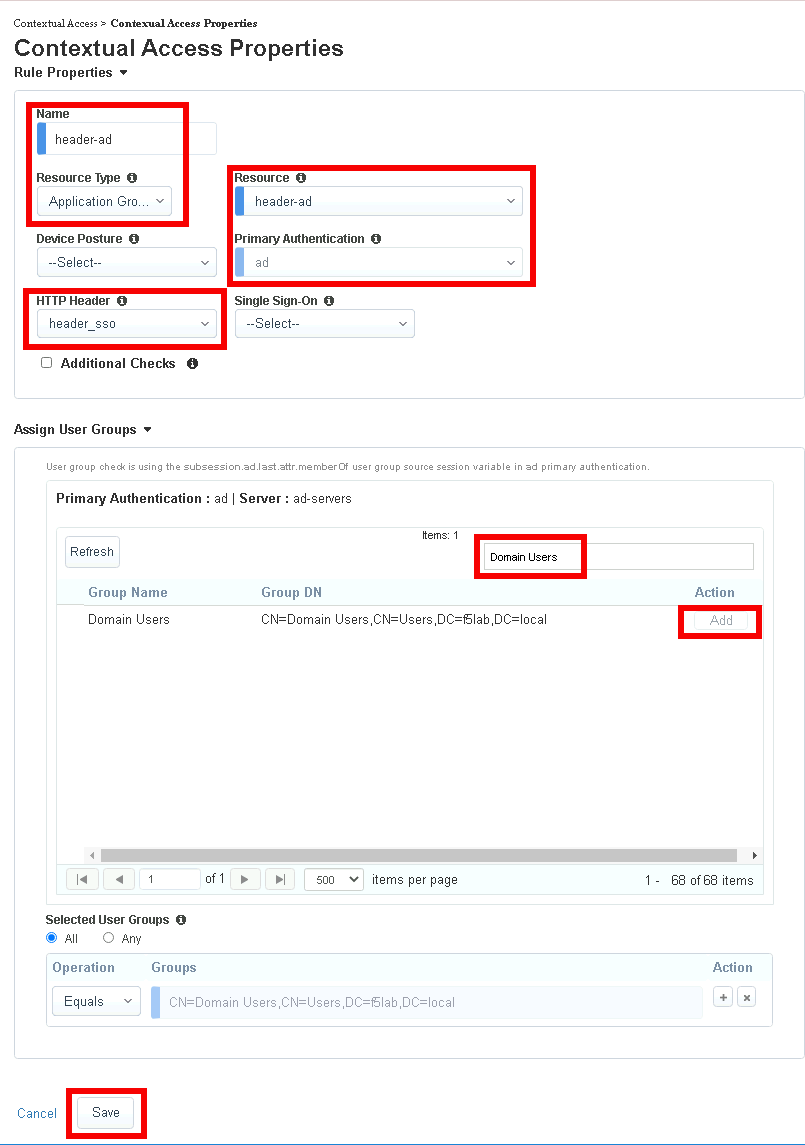 Contextual Access > Contexual Access Properties
Contextual Access Properties
Rule Properties
Name
header-ad
Resource Type
Resource
Application Gro...
header-ad
Device Posture
Primary Authentication
--Select--
ad
HTTP Header
Single Sign-On
header_sso
--Select--
Additional Checks
Assign User Groups
User group check is using the subsession.ad.last.attr.memberOf user group source session variable in ad primary authentication.
Primary Authentication : ad | Server : ad-servers
Items: 1
Refresh
Domain Users
Group Name Group DN Action
Domain Users CN=Domain Users,CN=Users,DC=f5lab,DC=local Add
1 of 1 500 items per page 1 - 68 of 68 items
Selected User Groups
All Any
Operation Groups Action
Equals CN=Domain Users,CN=Users,DC=f5lab,DC=local
Cancel Save